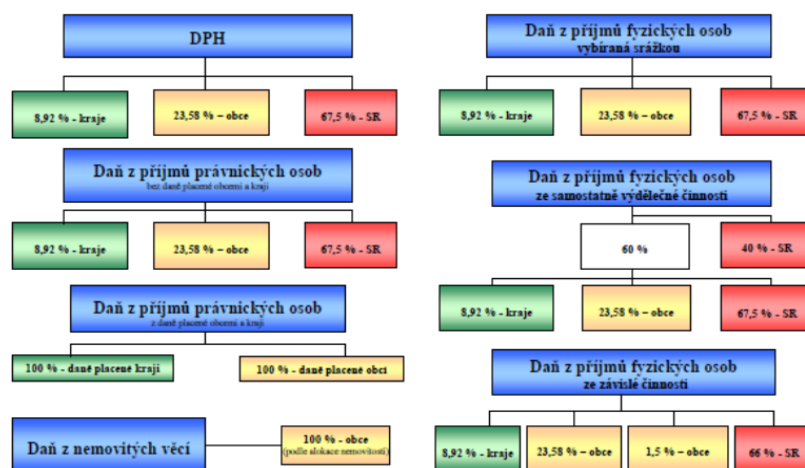 DPH
8,92 % - kraje
23,58 % – obce
67,5 % - SR
Daň z příjmů právnických osob
bez daně placené obcemi a kraji
8,92 % - kraje
23,58 % – obce
67,5 % - SR
Daň z příjmů právnických osob
z daně placené obcemi a kraji
100 % - daně placené krají
100 % - daně placené obcí
Daň z nemovitých věcí
100 % - obce
(podle alokace nemovitostí)
Daň z příjmů fyzických osob
vybíraná srážkou
8,92 % - kraje
23,58 % – obce
67,5 % - SR
Daň z příjmů fyzických osob
ze samostatně výdělečné činnosti
60 %
40 % - SR
8,92 % - kraje
23,58 % – obce
67,5 % - SR
Daň z příjmů fyzických osob
ze závislé činnosti
8,92 % - kraje
23,58 % – obce
1,5 % – obce
66 % - SR